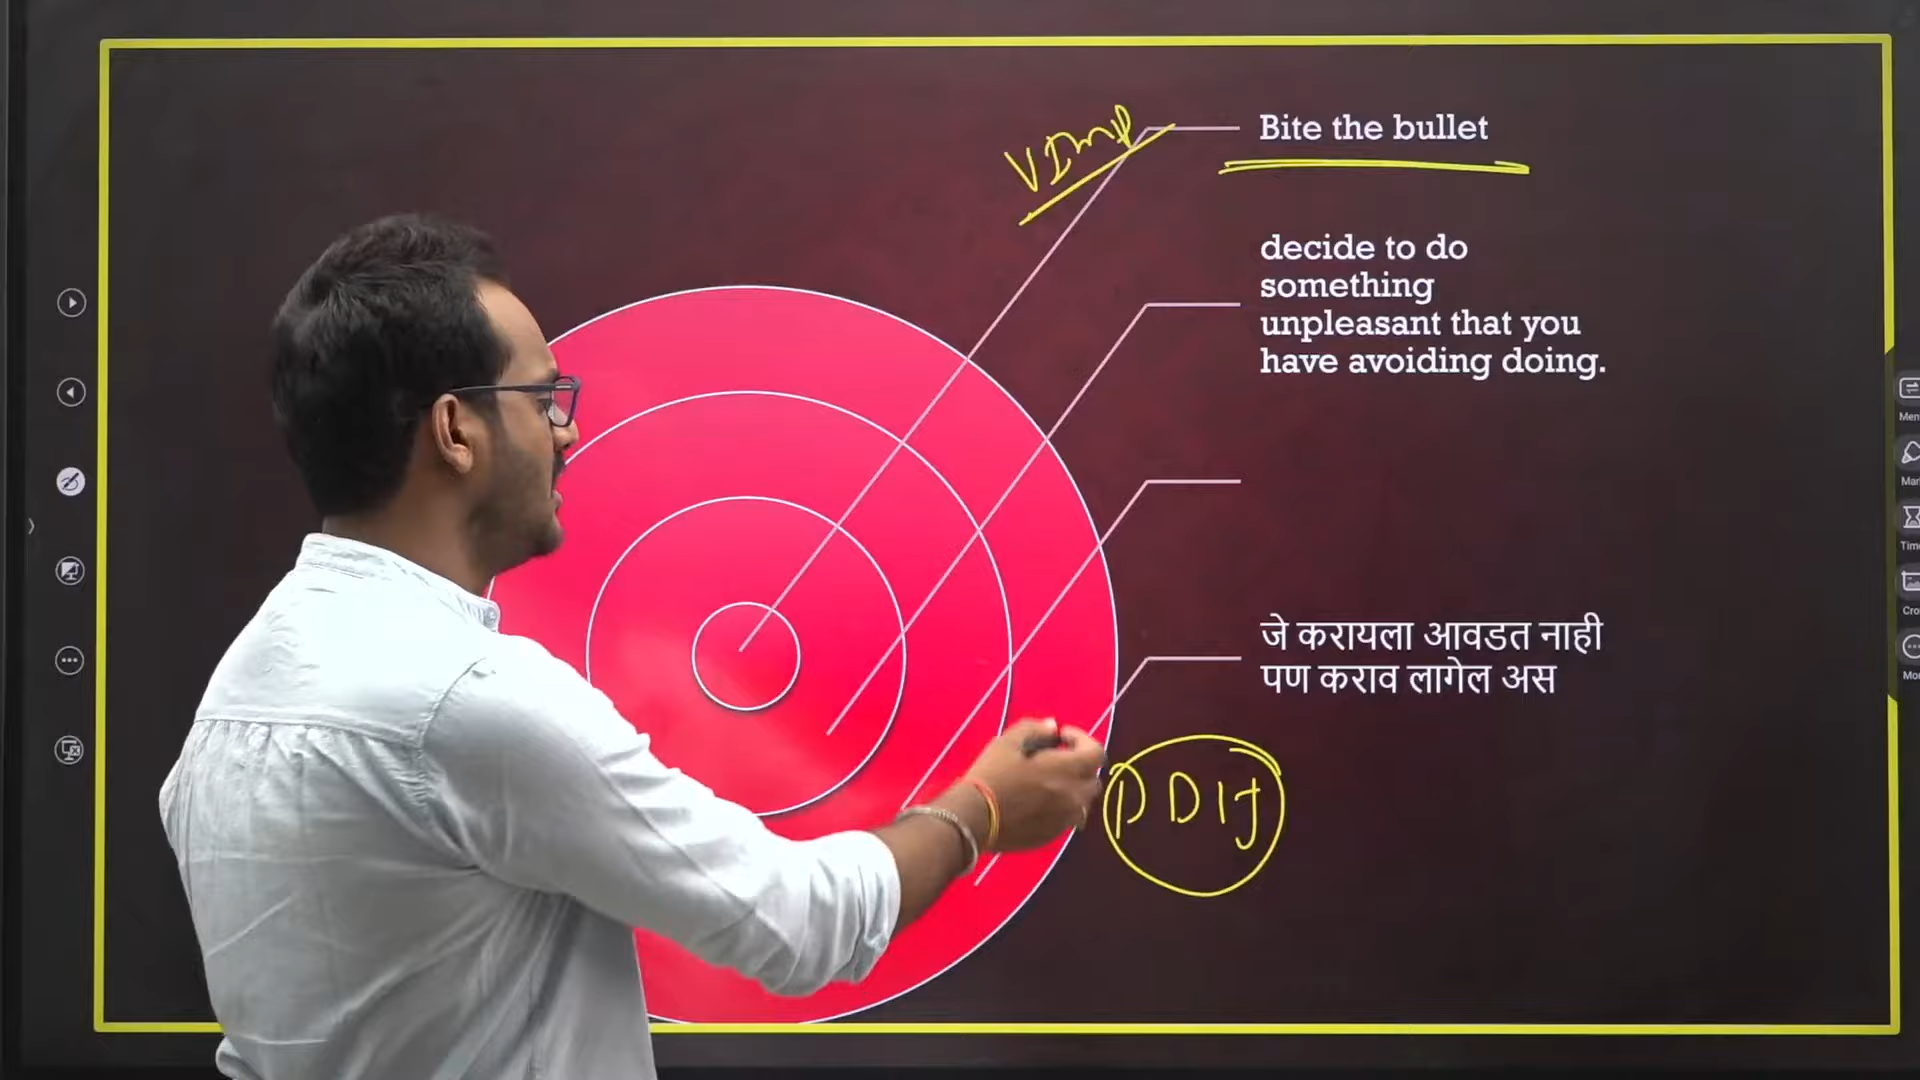 VImp
Bite the bullet
decide to do
something
unpleasant that you
have avoiding doing.
जे करायला आवडत नाही
पण कराव लागेल अस